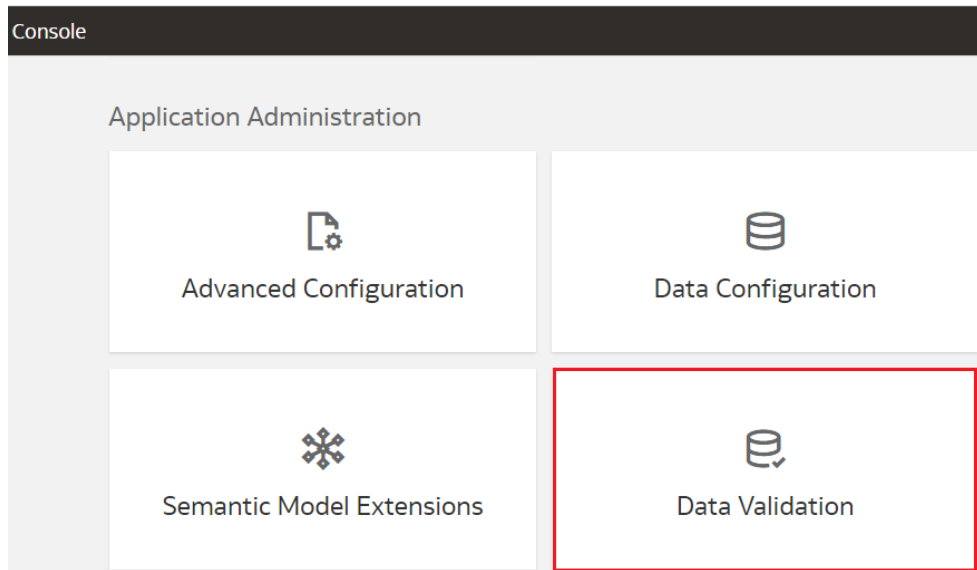 Console
Application Administration
Advanced Configuration
Data Configuration
Semantic Model Extensions
Data Validation